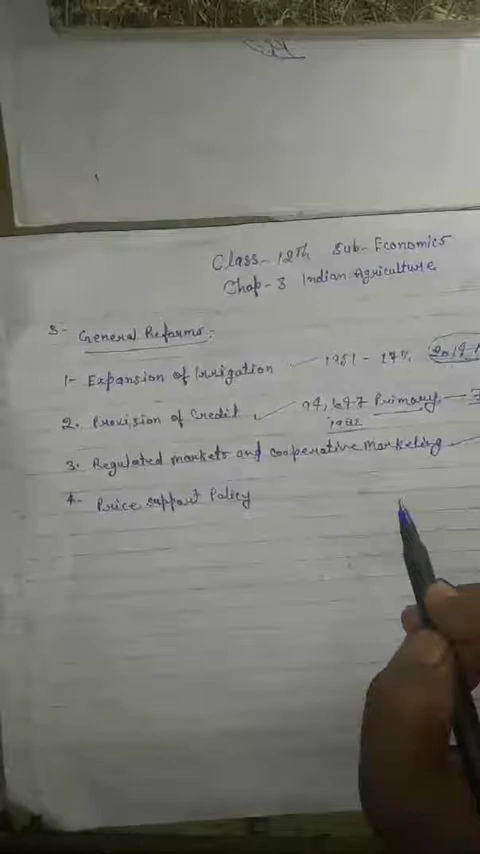 Class- 12th Sub- Economics
Chap- 3 Indian Agriculture
5- General Reforms:-
1- Expansion of Irrigation 1951 - 17%
2. Provision of Credit 94,647 Primary
1982
3. Regulated markets and cooperative marketing
4- Price support Policy